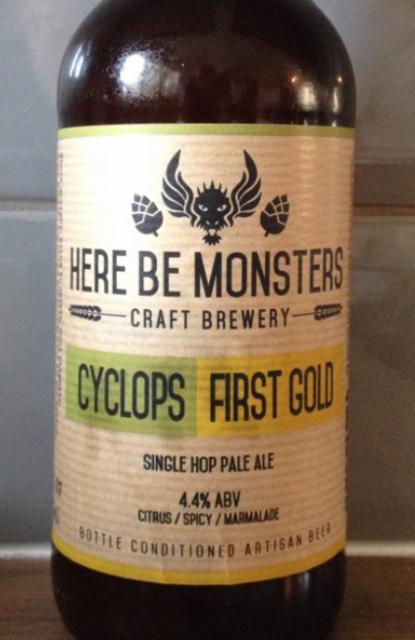 HERE BE MONSTERS
CRAFT BREWERY
CYCLOPS FIRST GOLD
SINGLE HOP PALE ALE
4.4% ABV
CITRUS / SPICY / MARMALADE
BOTTLE CONDITIONED ARTISAN BEER